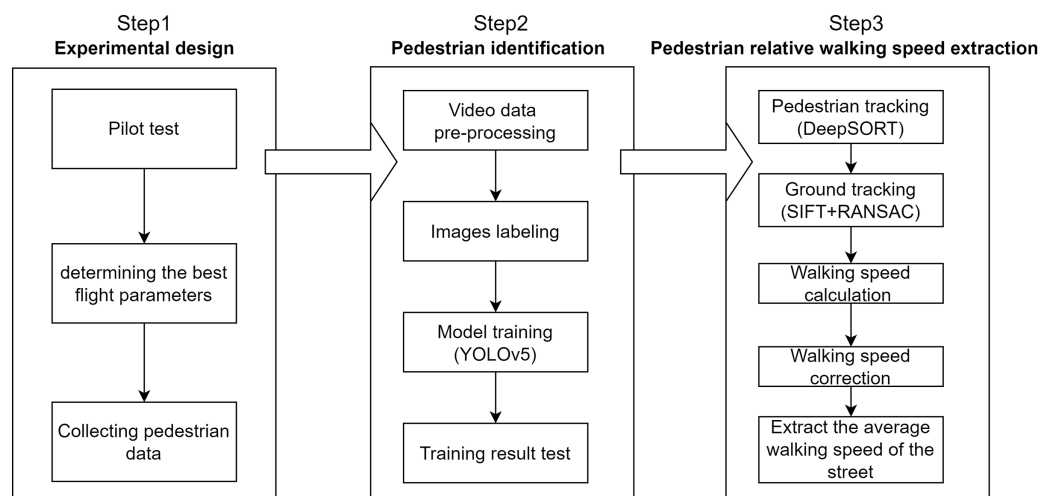 Step1
Experimental design
Pilot test
determining the best
flight parameters
Collecting pedestrian
data
Step2
Pedestrian identification
Video data
pre-processing
Images labeling
Model training
(YOLOv5)
Training result test
Step3
Pedestrian relative walking speed extraction
Pedestrian tracking
(DeepSORT)
Ground tracking
(SIFT+RANSAC)
Walking speed
calculation
Walking speed
correction
Extract the average
walking speed of the
street